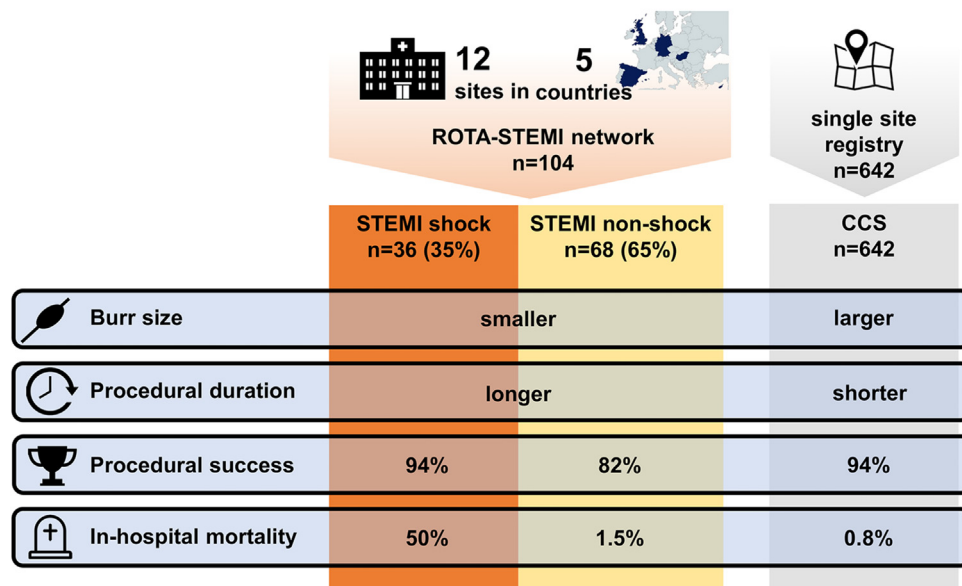 12
5
sites in countries
ROTA-STEMI network
n=104
single site
registry
n=642
STEMI shock
n=36 (35%)
STEMI non-shock
n=68 (65%)
CCS
n=642
Burr size
smaller
larger
Procedural duration
longer
shorter
Procedural success
94%
82%
94%
In-hospital mortality
50%
1.5%
0.8%